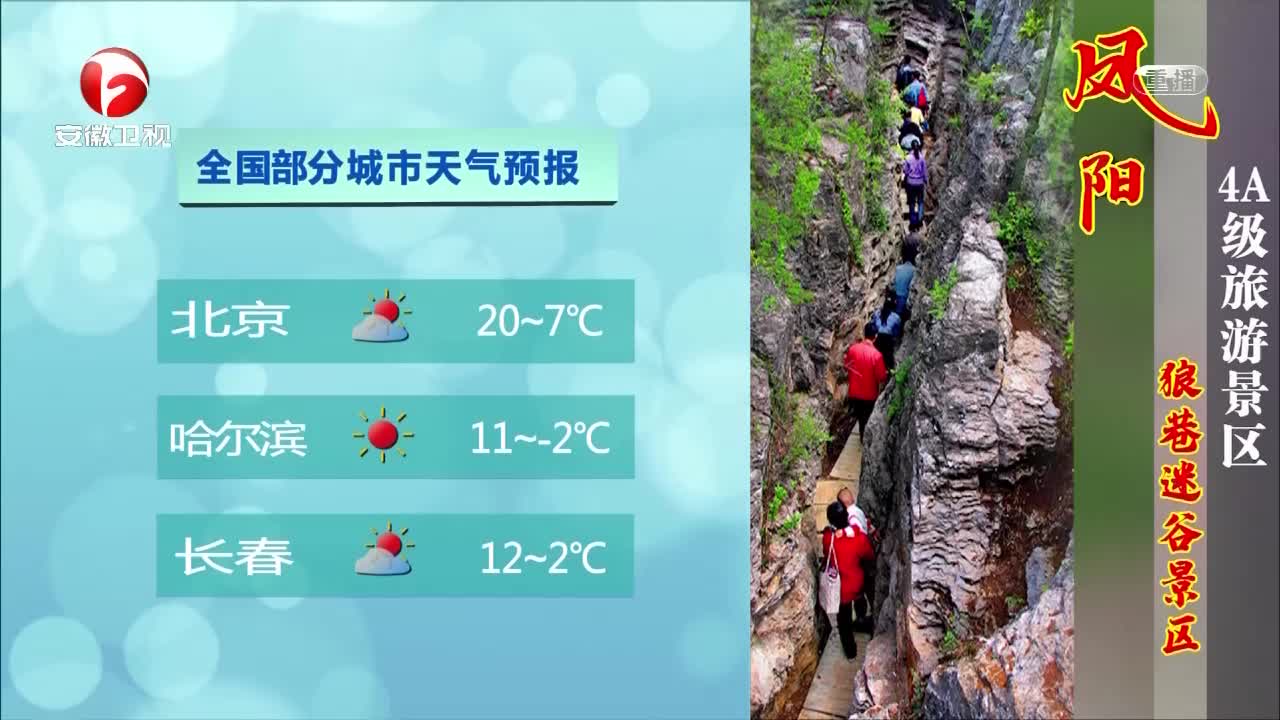 安徽卫视
全国部分城市天气预报
北京 20~7℃
哈尔滨 11~-2℃
长春 12~2℃
凤阳
重播
4A级旅游景区
狼巷迷谷景区